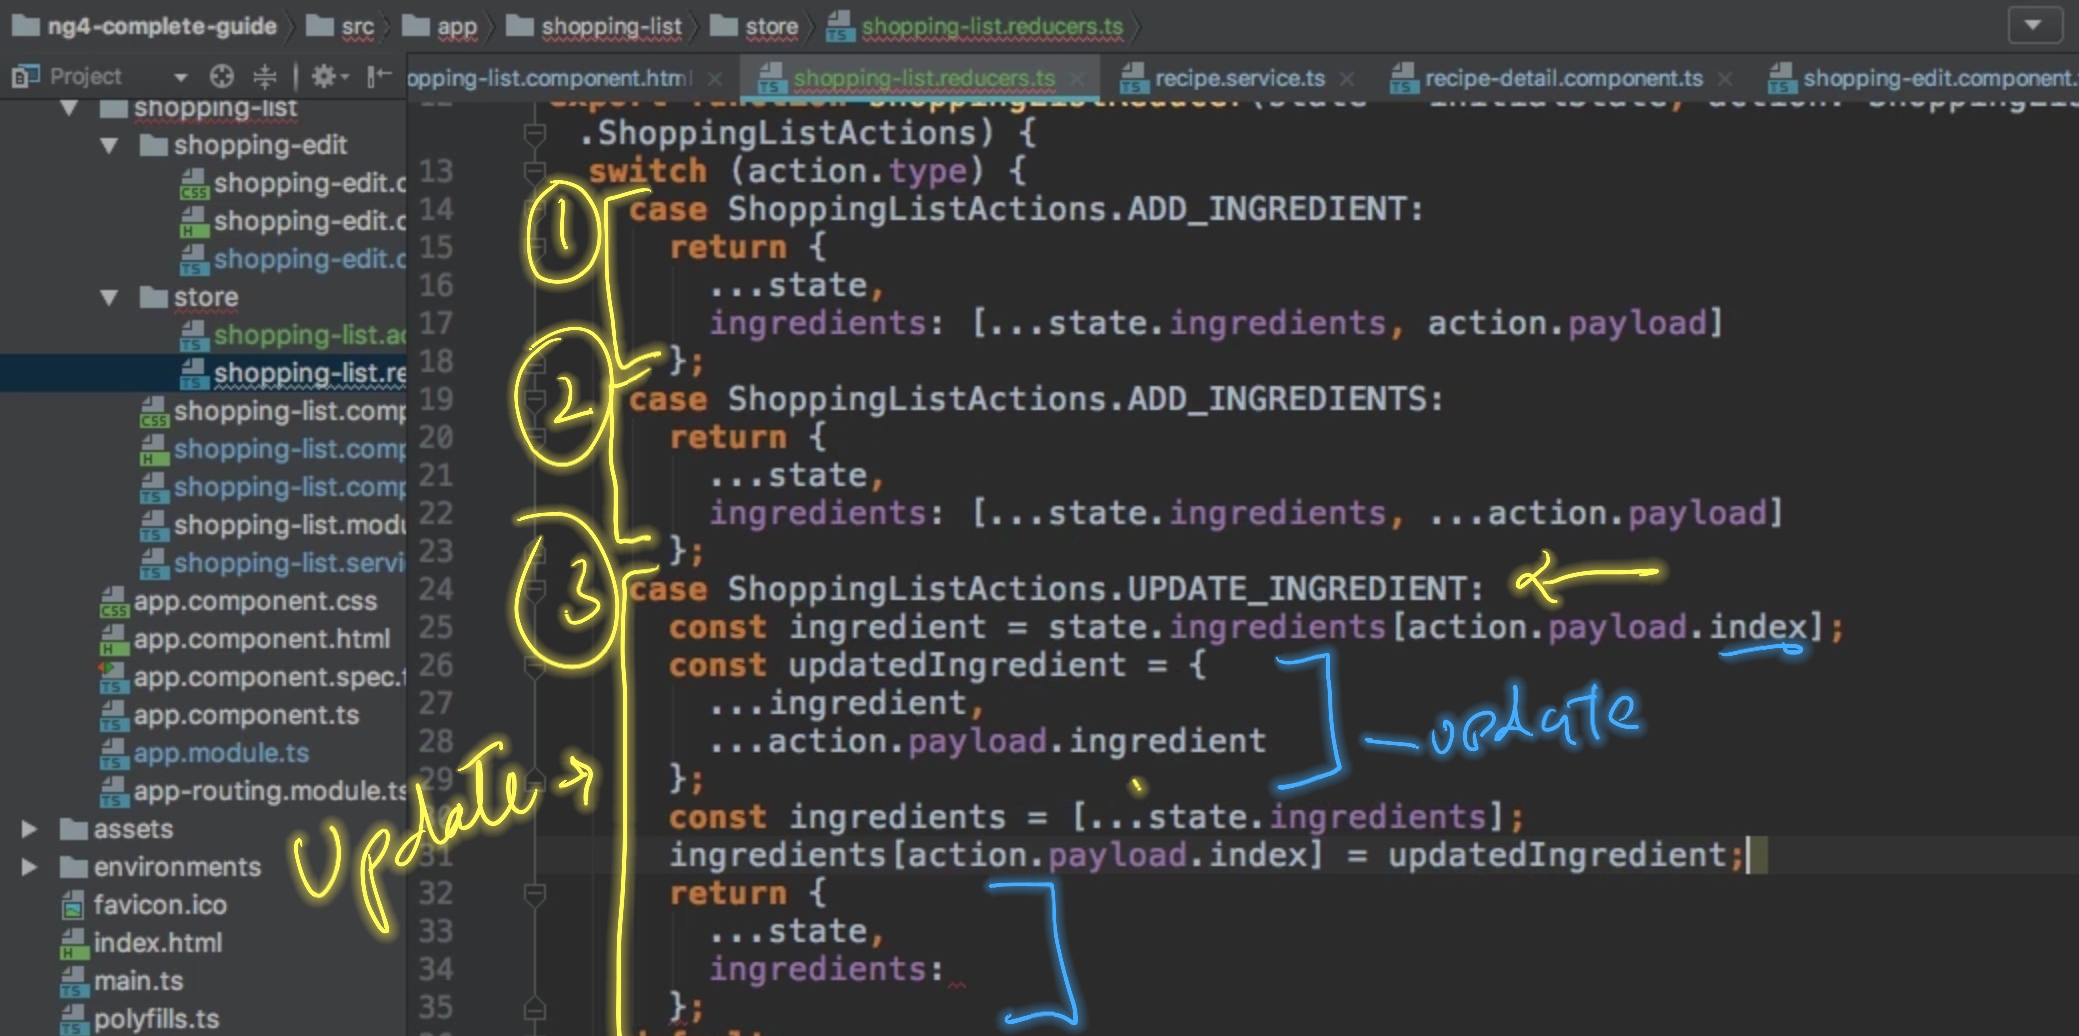 ng4-complete-guide src app shopping-list store shopping-list.reducers.ts
Project
opping-list.component.html shopping-list.reducers.ts recipe.service.ts recipe-detail.component.ts shopping-edit.component.
shopping-list
shopping-edit
shopping-edit.c
shopping-edit.c
shopping-edit.c
store
shopping-list.ac
shopping-list.re
shopping-list.comp
shopping-list.comp
shopping-list.comp
shopping-list.modu
shopping-list.servi
app.component.css
app.component.html
app.component.spec.t
app.component.ts
app.module.ts
app-routing.module.ts
assets
environments
favicon.ico
index.html
main.ts
polyfills.ts
.ShoppingListActions) {
13 switch (action.type) {
14 case ShoppingListActions.ADD_INGREDIENT:
15 return {
16 ...state,
17 ingredients: [...state.ingredients, action.payload]
18 };
19 case ShoppingListActions.ADD_INGREDIENTS:
20 return {
21 ...state,
22 ingredients: [...state.ingredients, ...action.payload]
23 };
24 case ShoppingListActions.UPDATE_INGREDIENT:
25 const ingredient = state.ingredients[action.payload.index];
26 const updatedIngredient = {
27 ...ingredient,
28 ...action.payload.ingredient
29 };
const ingredients = [...state.ingredients];
31 ingredients[action.payload.index] = updatedIngredient;
32 return {
33 ...state,
34 ingredients:
35 };
1
2
3
Update →
update